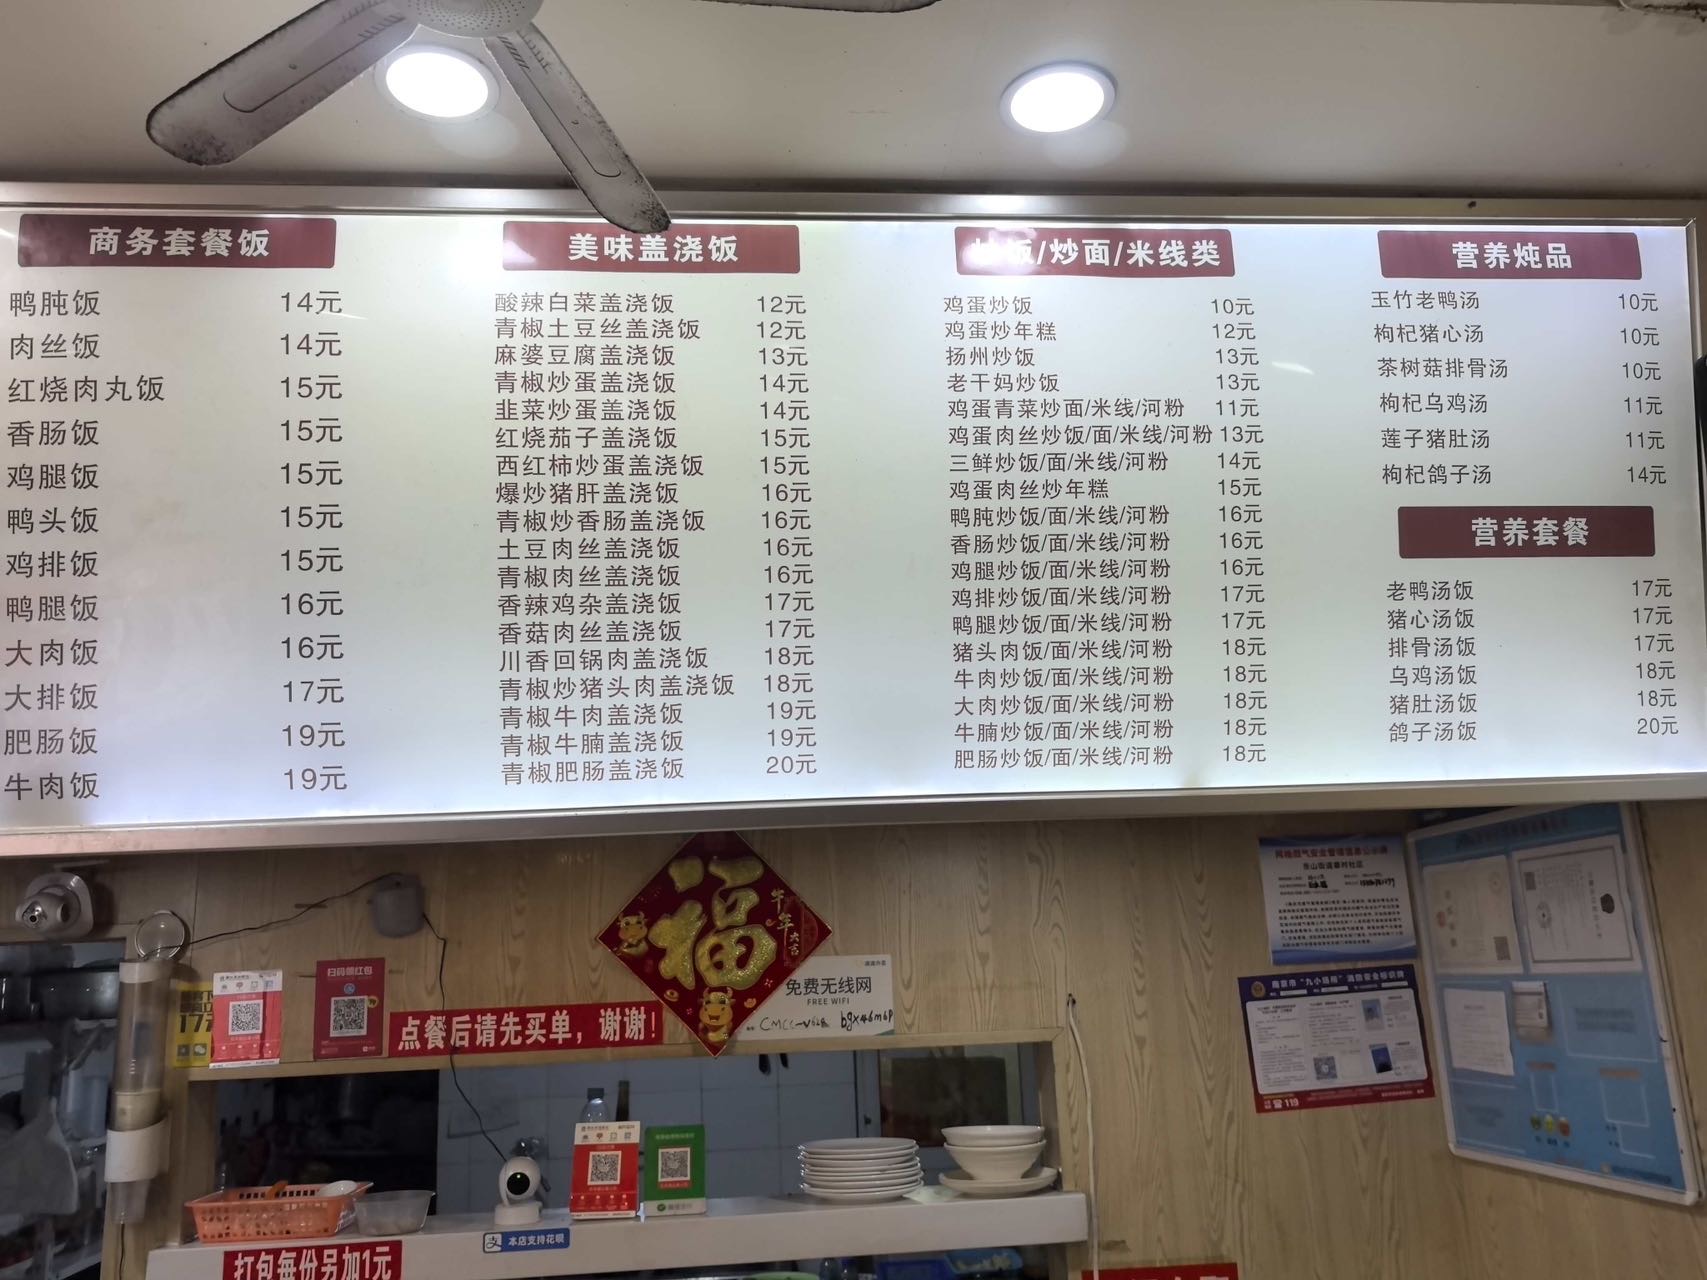 商务套餐饭
鸭肫饭 14元
肉丝饭 14元
红烧肉丸饭 15元
香肠饭 15元
鸡腿饭 15元
鸭头饭 15元
鸡排饭 15元
鸭腿饭 16元
大肉饭 16元
大排饭 17元
肥肠饭 19元
牛肉饭 19元
美味盖浇饭
酸辣白菜盖浇饭 12元
青椒土豆丝盖浇饭 12元
麻婆豆腐盖浇饭 13元
青椒炒蛋盖浇饭 14元
韭菜炒蛋盖浇饭 14元
红烧茄子盖浇饭 15元
西红柿炒蛋盖浇饭 15元
爆炒猪肝盖浇饭 16元
青椒炒香肠盖浇饭 16元
土豆肉丝盖浇饭 16元
青椒肉丝盖浇饭 16元
香辣鸡杂盖浇饭 17元
香菇肉丝盖浇饭 17元
川香回锅肉盖浇饭 18元
青椒炒猪头肉盖浇饭 18元
青椒牛肉盖浇饭 19元
青椒牛腩盖浇饭 19元
青椒肥肠盖浇饭 20元
炒饭/炒面/米线类
鸡蛋炒饭 10元
鸡蛋炒年糕 12元
扬州炒饭 13元
老干妈炒饭 13元
鸡蛋青菜炒面/米线/河粉 11元
鸡蛋肉丝炒饭/面/米线/河粉 13元
三鲜炒饭/面/米线/河粉 14元
鸡蛋肉丝炒年糕 15元
鸭肫炒饭/面/米线/河粉 16元
香肠炒饭/面/米线/河粉 16元
鸡腿炒饭/面/米线/河粉 16元
鸡排炒饭/面/米线/河粉 17元
鸭腿炒饭/面/米线/河粉 17元
猪头肉炒饭/面/米线/河粉 18元
牛肉炒饭/面/米线/河粉 18元
大肉炒饭/面/米线/河粉 18元
牛腩炒饭/面/米线/河粉 18元
肥肠炒饭/面/米线/河粉 18元
营养炖品
玉竹老鸭汤 10元
枸杞猪心汤 10元
茶树菇排骨汤 10元
枸杞乌鸡汤 11元
莲子猪肚汤 11元
枸杞鸽子汤 14元
营养套餐
老鸭汤饭 17元
猪心汤饭 17元
排骨汤饭 17元
乌鸡汤饭 18元
猪肚汤饭 18元
鸽子汤饭 20元
福
牛年大吉
扫码领红包
点餐后请先买单，谢谢！
免费无线网
FREE WIFI
南京市"九小场所"消防安全标识牌
119
本店支持花呗
打包每份另加1元